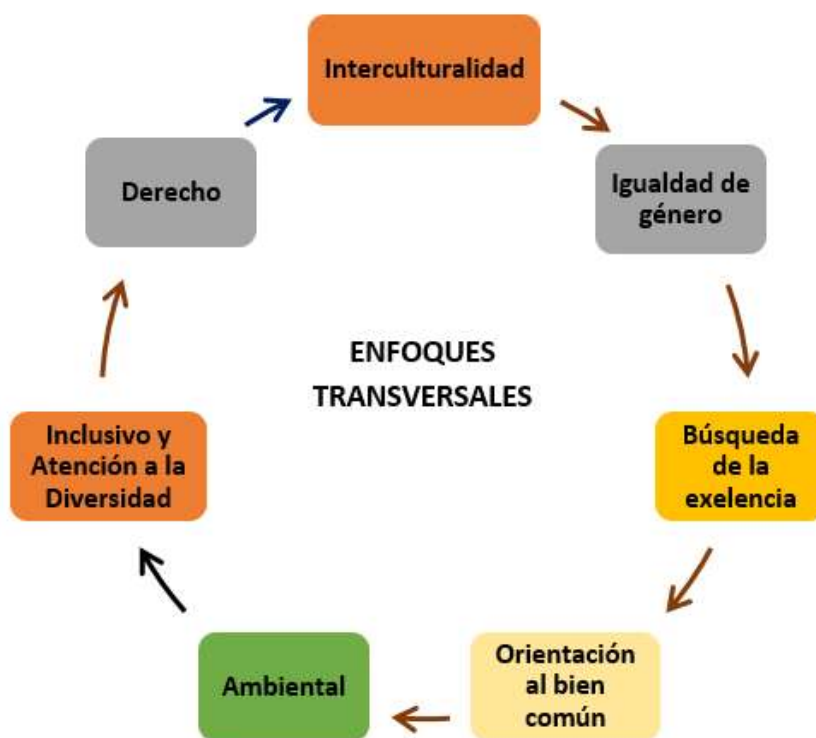 Interculturalidad
Igualdad de
género
Búsqueda
de la
exelencia
Orientación
al bien
común
Ambiental
Inclusivo y
Atención a la
Diversidad
Derecho
ENFOQUES
TRANSVERSALES